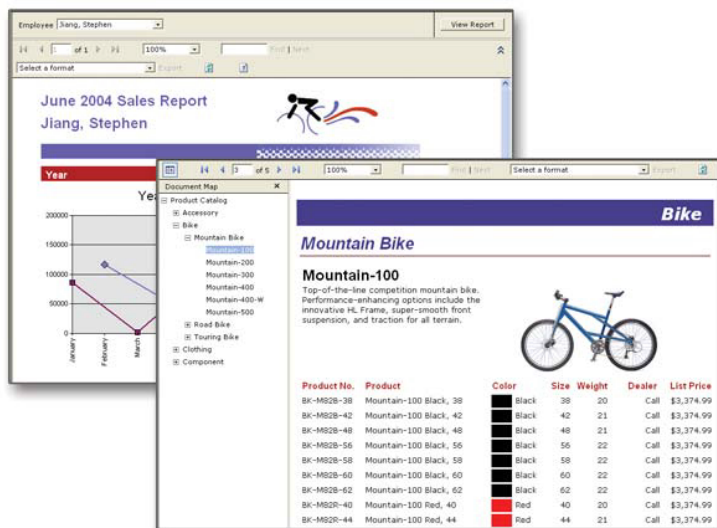 Employee Jiang, Stephen View Report
1 of 1 100% Find | Next
Select a format Export
June 2004 Sales Report
Jiang, Stephen
Year
Yea
200000
150000
100000
50000
0
January
February
March
3 of 5 100% Find | Next Select a format Export
Document Map ×
Product Catalog
Accessory
Bike
Mountain Bike
Mountain-100
Mountain-200
Mountain-300
Mountain-400
Mountain-400-W
Mountain-500
Road Bike
Touring Bike
Clothing
Component
Bike
Mountain Bike
Mountain-100
Top-of-the-line competition mountain bike.
Performance-enhancing options include the
innovative HL Frame, super-smooth front
suspension, and traction for all terrain.
Product No. Product Color Size Weight Dealer List Price
BK-M82B-38 Mountain-100 Black, 38 Black 38 20 Call $3,374.99
BK-M82B-42 Mountain-100 Black, 42 Black 42 21 Call $3,374.99
BK-M82B-48 Mountain-100 Black, 48 Black 48 21 Call $3,374.99
BK-M82B-56 Mountain-100 Black, 56 Black 56 22 Call $3,374.99
BK-M82B-58 Mountain-100 Black, 58 Black 58 22 Call $3,374.99
BK-M82B-60 Mountain-100 Black, 60 Black 60 22 Call $3,374.99
BK-M82B-62 Mountain-100 Black, 62 Black 62 22 Call $3,374.99
BK-M82R-40 Mountain-100 Red, 40 Red 40 20 Call $3,374.99
BK-M82R-44 Mountain-100 Red, 44 Red 44 21 Call $3,374.99